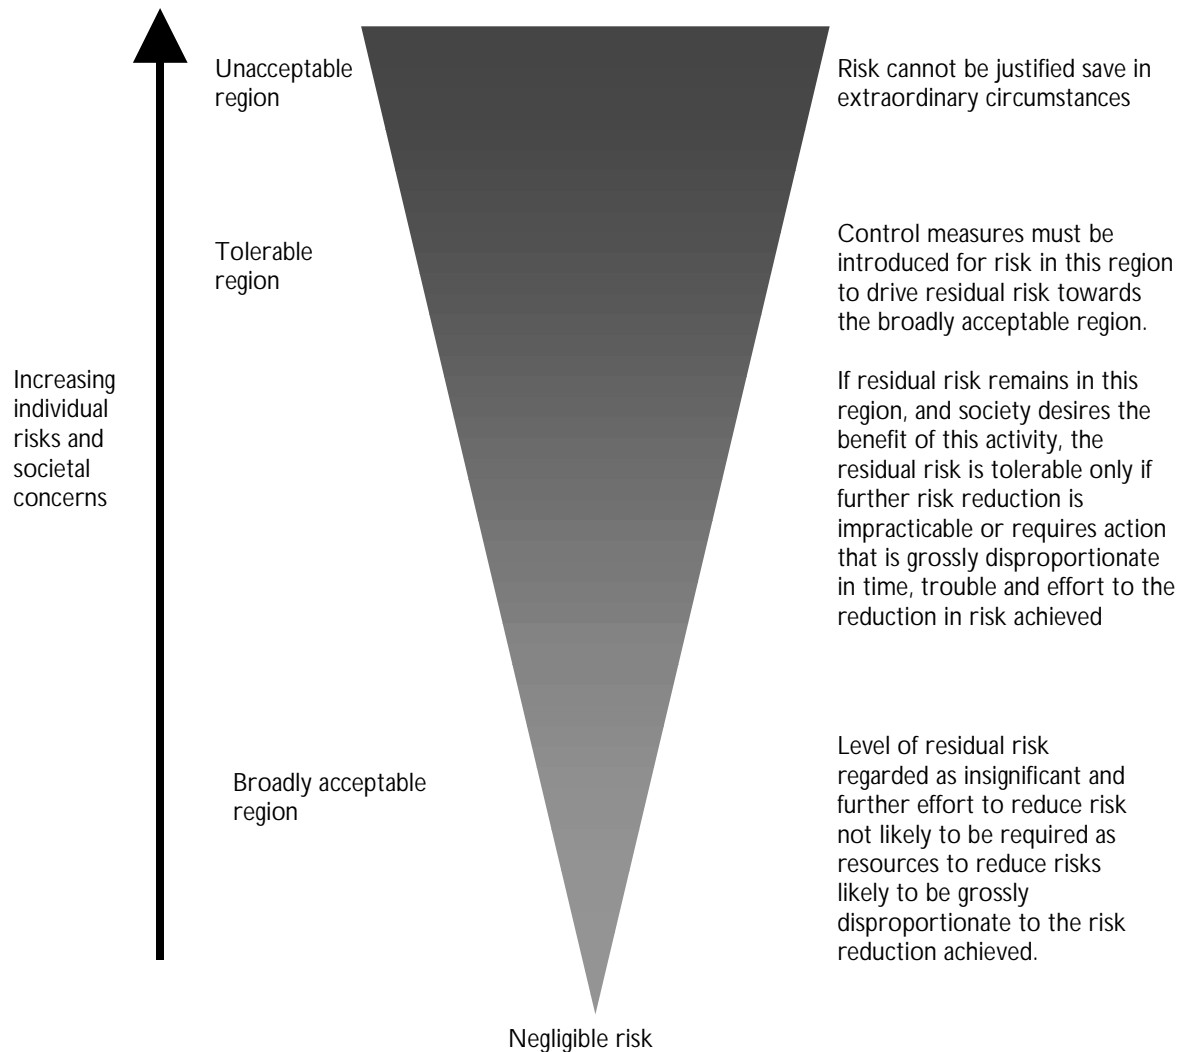 Unacceptable
region
Risk cannot be justified save in
extraordinary circumstances
Tolerable
region
Control measures must be
introduced for risk in this region
to drive residual risk towards
the broadly acceptable region.
Increasing
individual
risks and
societal
concerns
If residual risk remains in this
region, and society desires the
benefit of this activity, the
residual risk is tolerable only if
further risk reduction is
impracticable or requires action
that is grossly disproportionate
in time, trouble and effort to the
reduction in risk achieved
Broadly acceptable
region
Level of residual risk
regarded as insignificant and
further effort to reduce risk
not likely to be required as
resources to reduce risks
likely to be grossly
disproportionate to the risk
reduction achieved.
Negligible risk